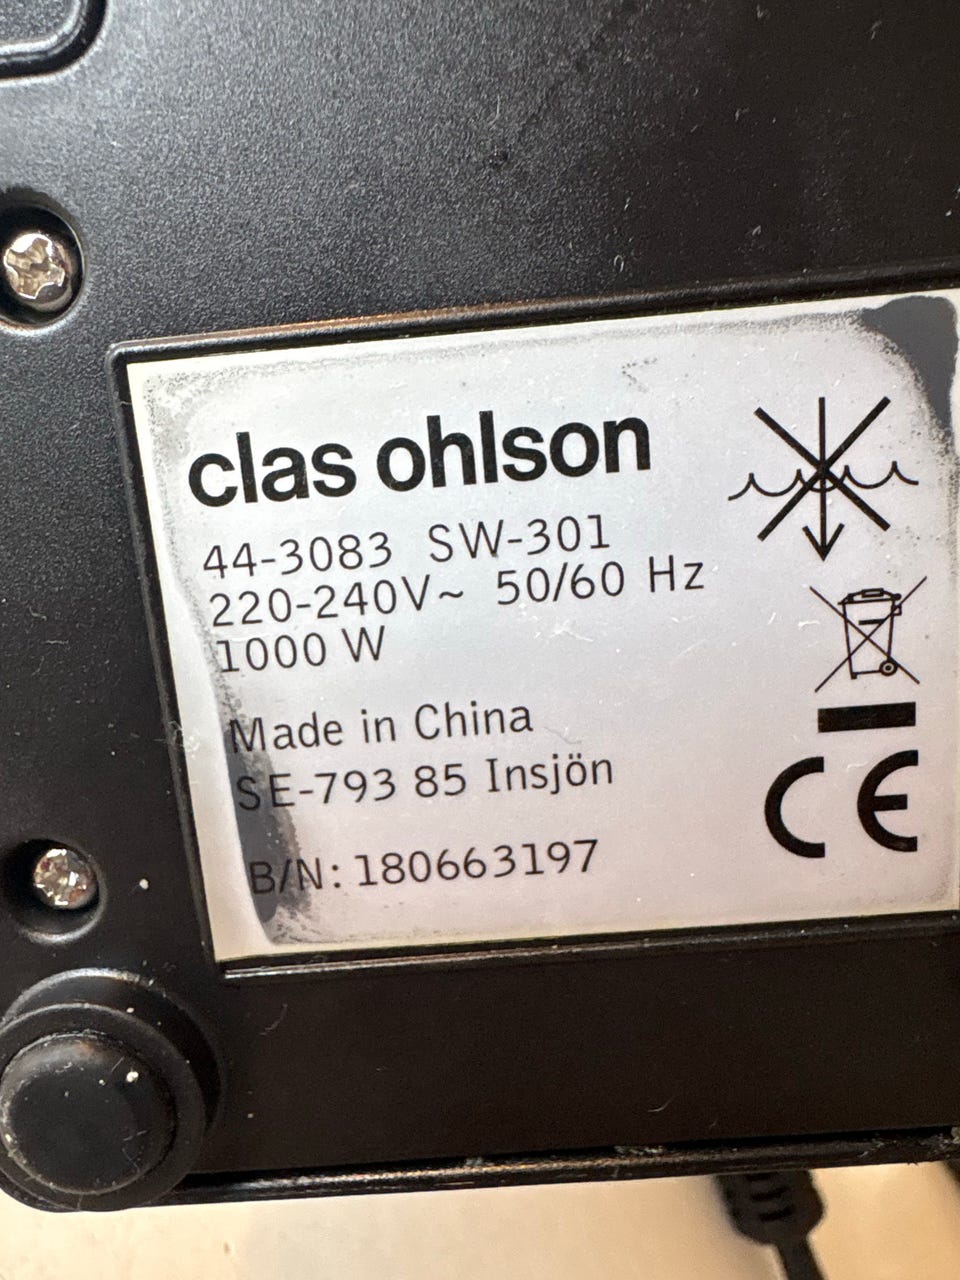 clas ohlson
44-3083 SW-301
220-240V~ 50/60 Hz
1000 W
Made in China
SE-793 85 Insjön
B/N: 180663197
CE